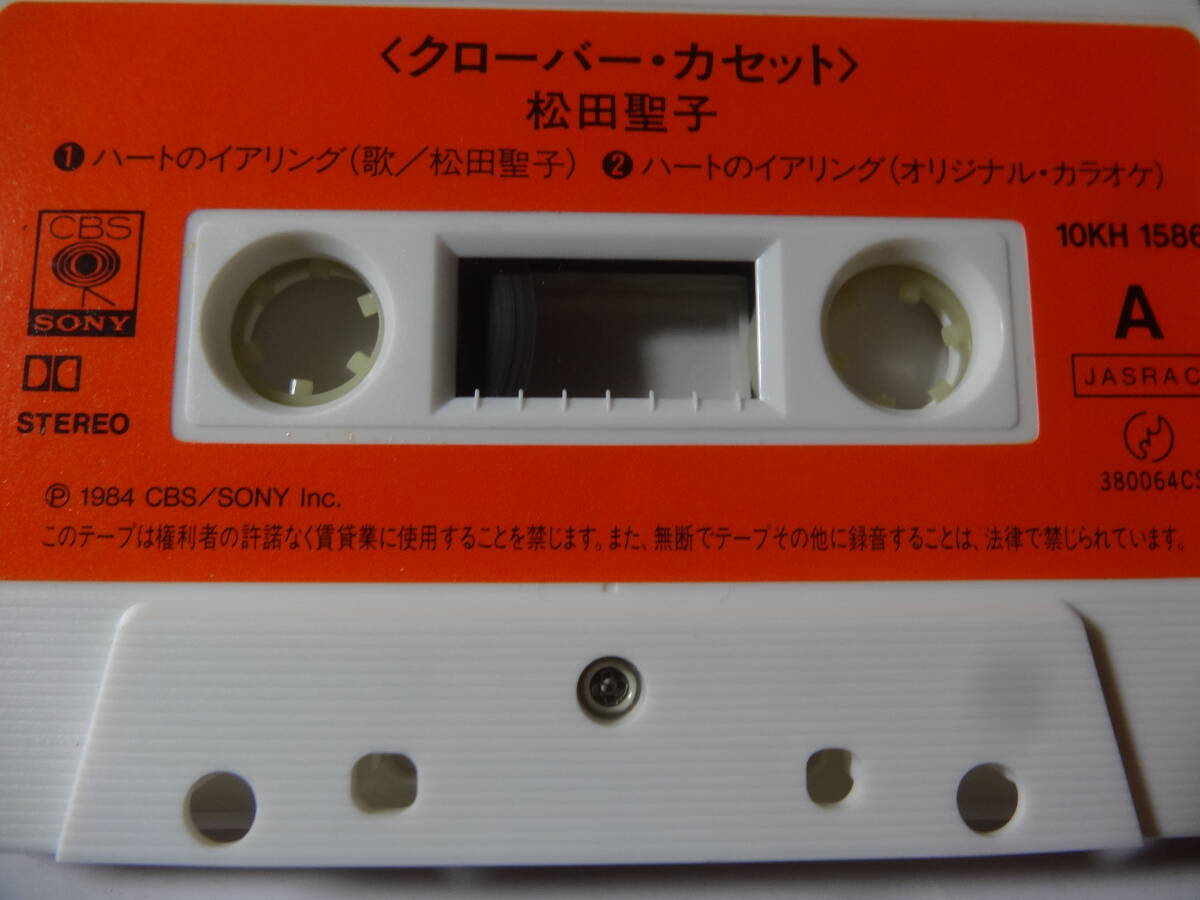 〈クローバー・カセット〉
松田聖子
❶ ハートのイアリング(歌／松田聖子) ❷ ハートのイアリング(オリジナル・カラオケ)
CBS
SONY
10KH 1586
A
JASRAC
STEREO
380064CS
Ⓟ 1984 CBS/SONY Inc.
このテープは権利者の許諾なく賃貸業に使用することを禁じます。また、無断でテープその他に録音することは、法律で禁じられています。